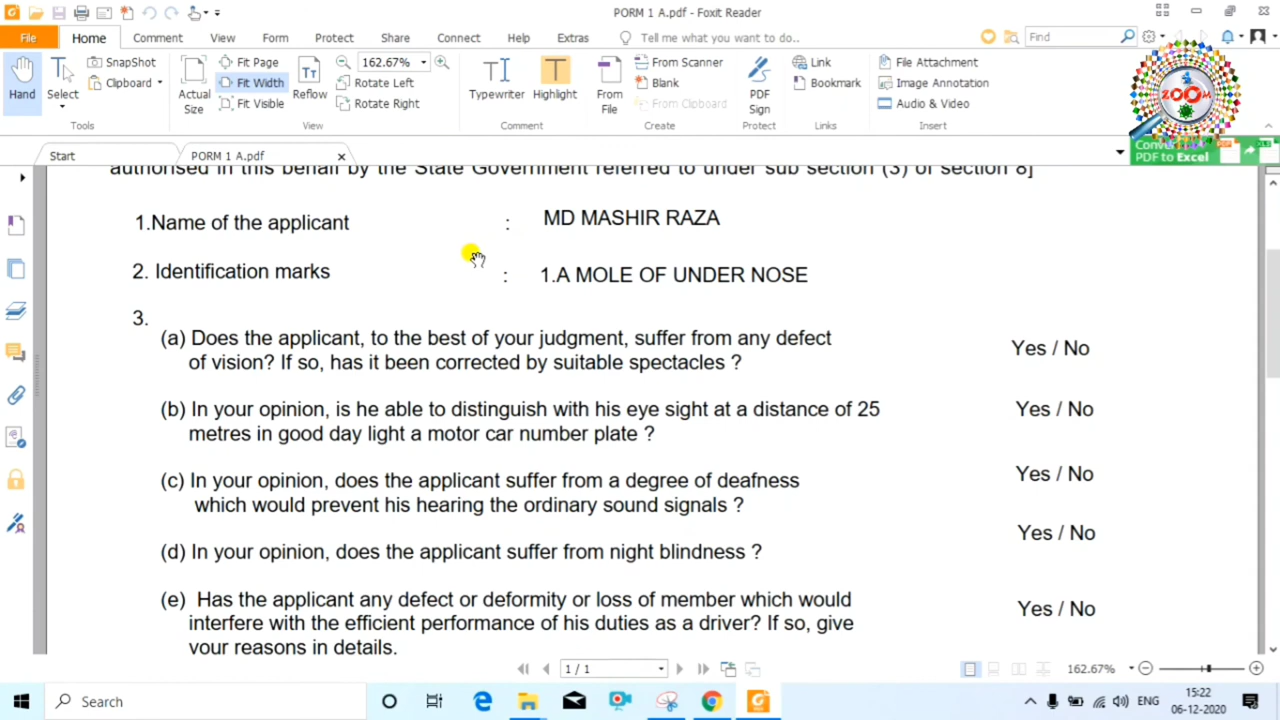 PORM 1 A.pdf - Foxit Reader
File Home Comment View Form Protect Share Connect Help Extras Tell me what you want to do.. Find
Hand
Select
SnapShot
Clipboard
Tools
Actual Size
Fit Page
Fit Width
Fit Visible
Reflow
162.67%
Rotate Left
Rotate Right
View
Typewriter
Highlight
Comment
From File
From Scanner
Blank
From Clipboard
Create
PDF Sign
Protect
Link
Bookmark
Links
File Attachment
Image Annotation
Audio & Video
Insert
ZOOM
Start
PORM 1 A.pdf
PDF to Excel
authorised in this behalf by the State Government referred to under sub section (3) of section 8]
1.Name of the applicant : MD MASHIR RAZA
2. Identification marks : 1.A MOLE OF UNDER NOSE
3.
(a) Does the applicant, to the best of your judgment, suffer from any defect
of vision? If so, has it been corrected by suitable spectacles ?
Yes / No
(b) In your opinion, is he able to distinguish with his eye sight at a distance of 25
metres in good day light a motor car number plate ?
Yes / No
(c) In your opinion, does the applicant suffer from a degree of deafness
which would prevent his hearing the ordinary sound signals ?
Yes / No
(d) In your opinion, does the applicant suffer from night blindness ?
Yes / No
(e) Has the applicant any defect or deformity or loss of member which would
interfere with the efficient performance of his duties as a driver? If so, give
your reasons in details.
Yes / No
1 / 1
162.67%
Search
ENG
15:22
06-12-2020